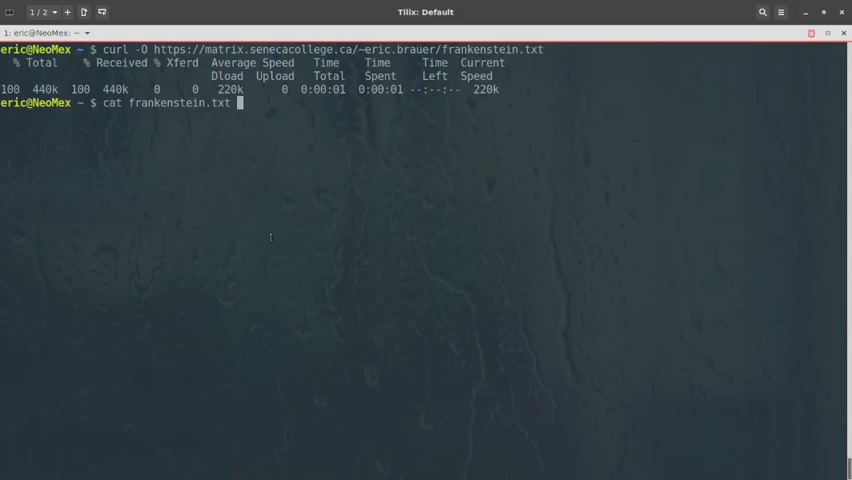 1 / 2
Tilix: Default
1: eric@NeoMex: ~
eric@NeoMex ~ $ curl -O https://matrix.senecacollege.ca/~eric.brauer/frankenstein.txt
  % Total    % Received % Xferd  Average Speed   Time    Time     Time  Current
                                 Dload  Upload   Total   Spent    Left  Speed
100  440k  100  440k    0     0   220k      0  0:00:01  0:00:01 --:--:--  220k
eric@NeoMex ~ $ cat frankenstein.txt